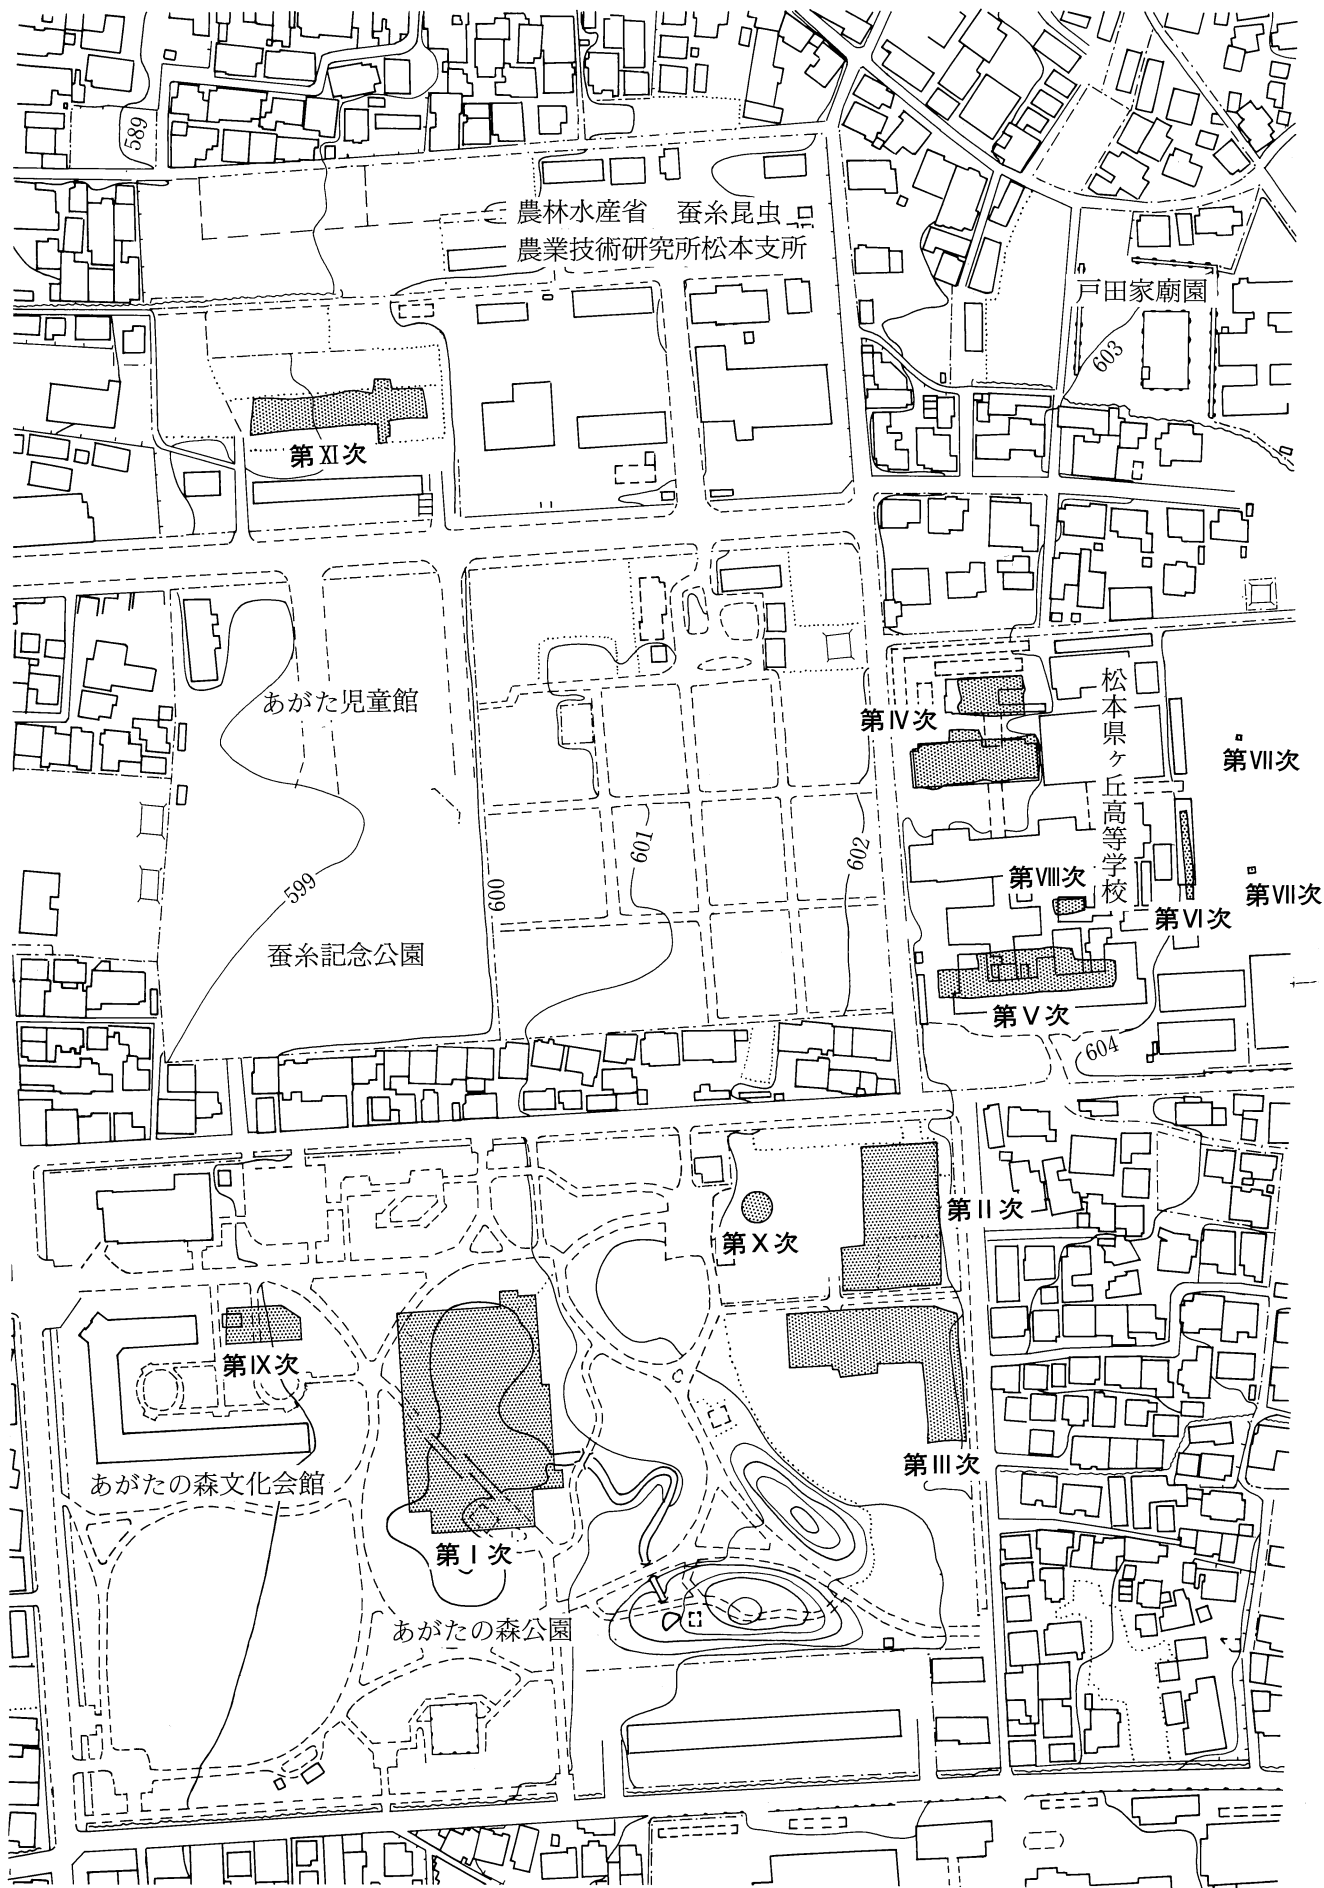 589
農林水産省 蚕糸昆虫
農業技術研究所松本支所
戸田家廟園
603
第XI次
あがた児童館
松本県ヶ丘高等学校
第IV次
第VII次
601
602
599
600
第VIII次
第VII次
第VI次
蚕糸記念公園
第V次
604
第II次
第X次
第IX次
第III次
あがたの森文化会館
第I次
あがたの森公園